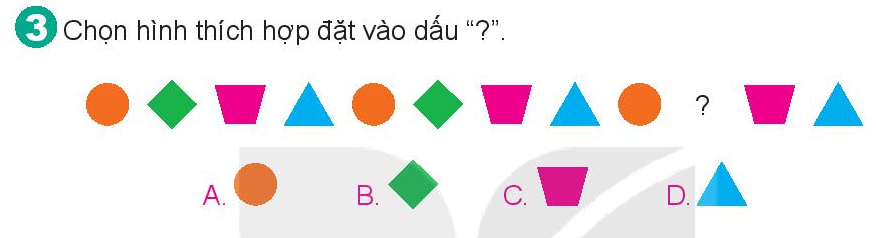 3 Chọn hình thích hợp đặt vào dấu “?”.
?
A. B. C. D.